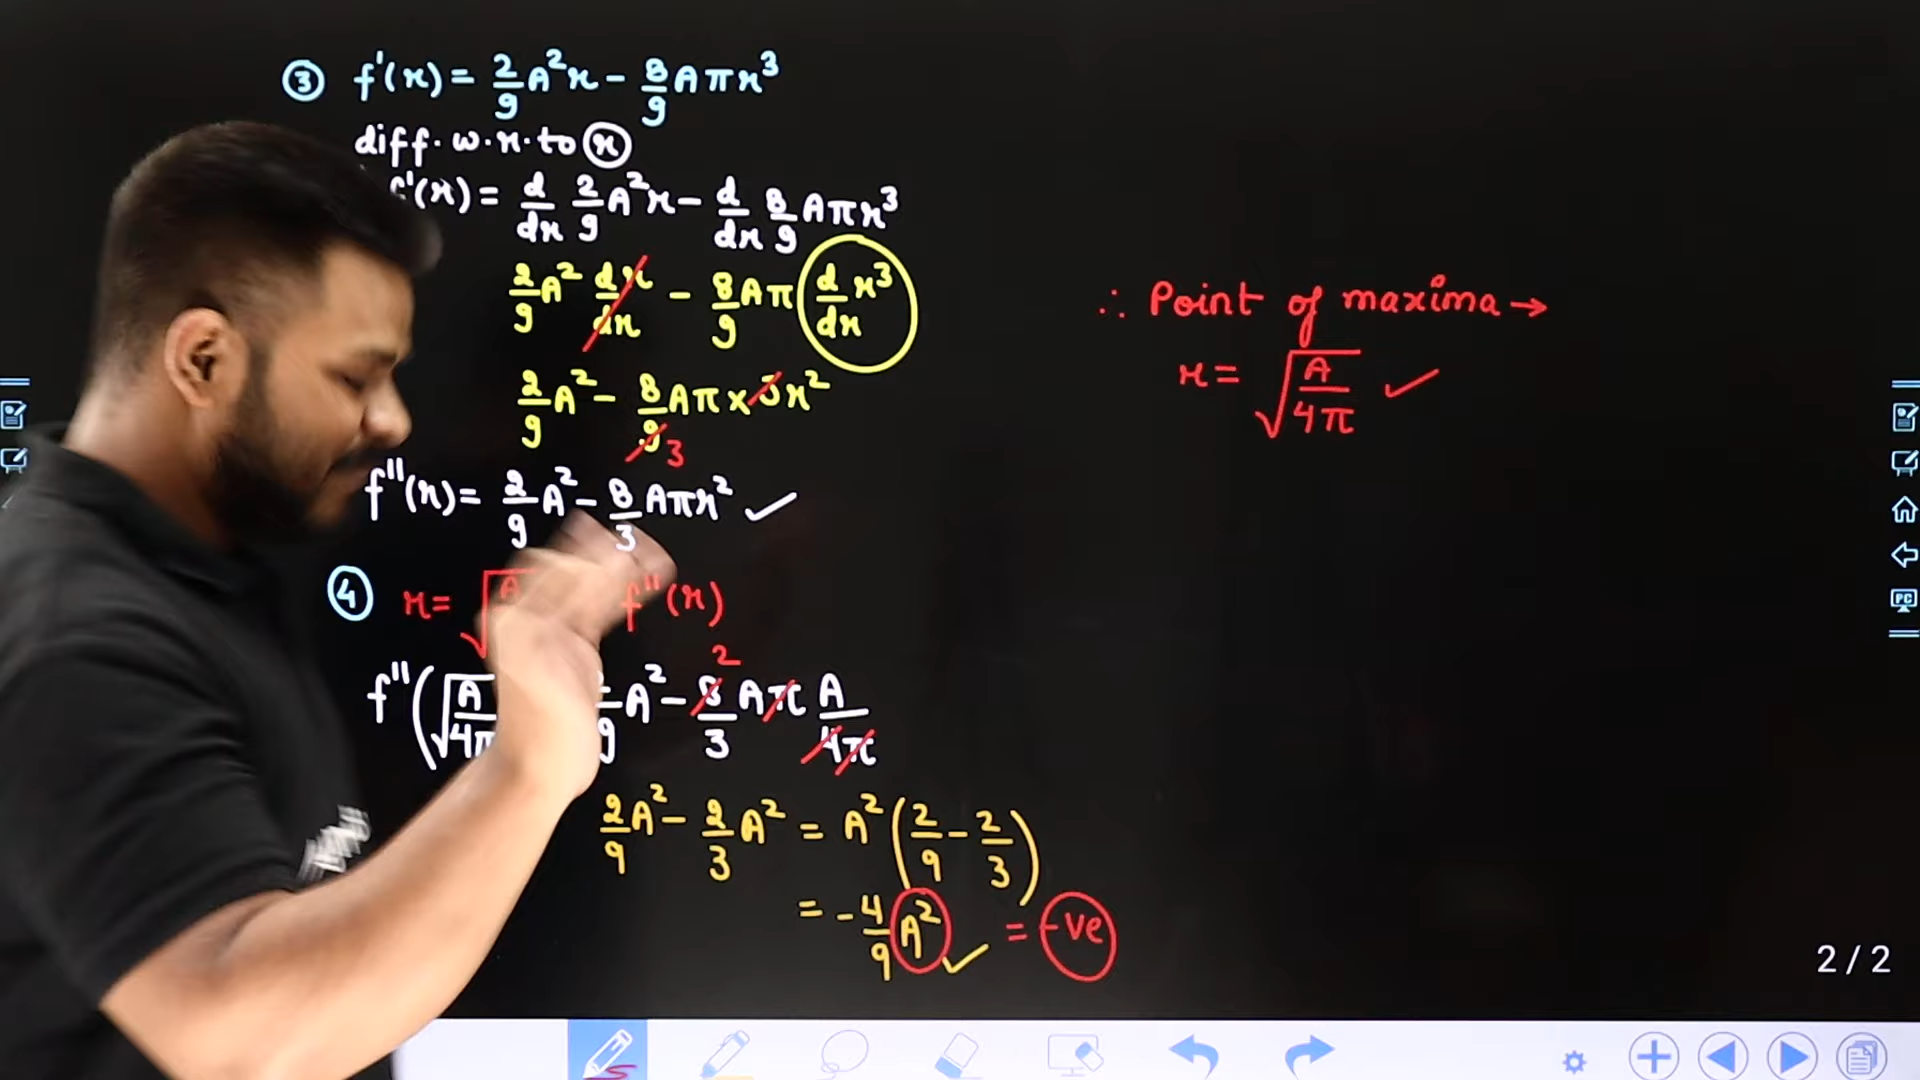 ③ f'(x) = 2/9 A²x - 8/9 Aπx³
diff. w.r.to x
f'(x) = d/dx 2/9 A²x - d/dx 8/9 Aπx³
2/9 A² dx/dx - 8/9 Aπ d/dx x³
2/9 A² - 8/9 Aπ × 3x²
3
f''(x) = 2/9 A² - 8/3 Aπx² ✓
④ x = √A f''(x)
2
f''(√A/4π 9 A² - 8/3 Aπ A/4π
2/9 A² - 2/3 A² = A² (2/9 - 2/3)
= -4/9 A² ✓ = -ve
∴ Point of maxima →
x = √A/4π ✓
2 / 2
PC